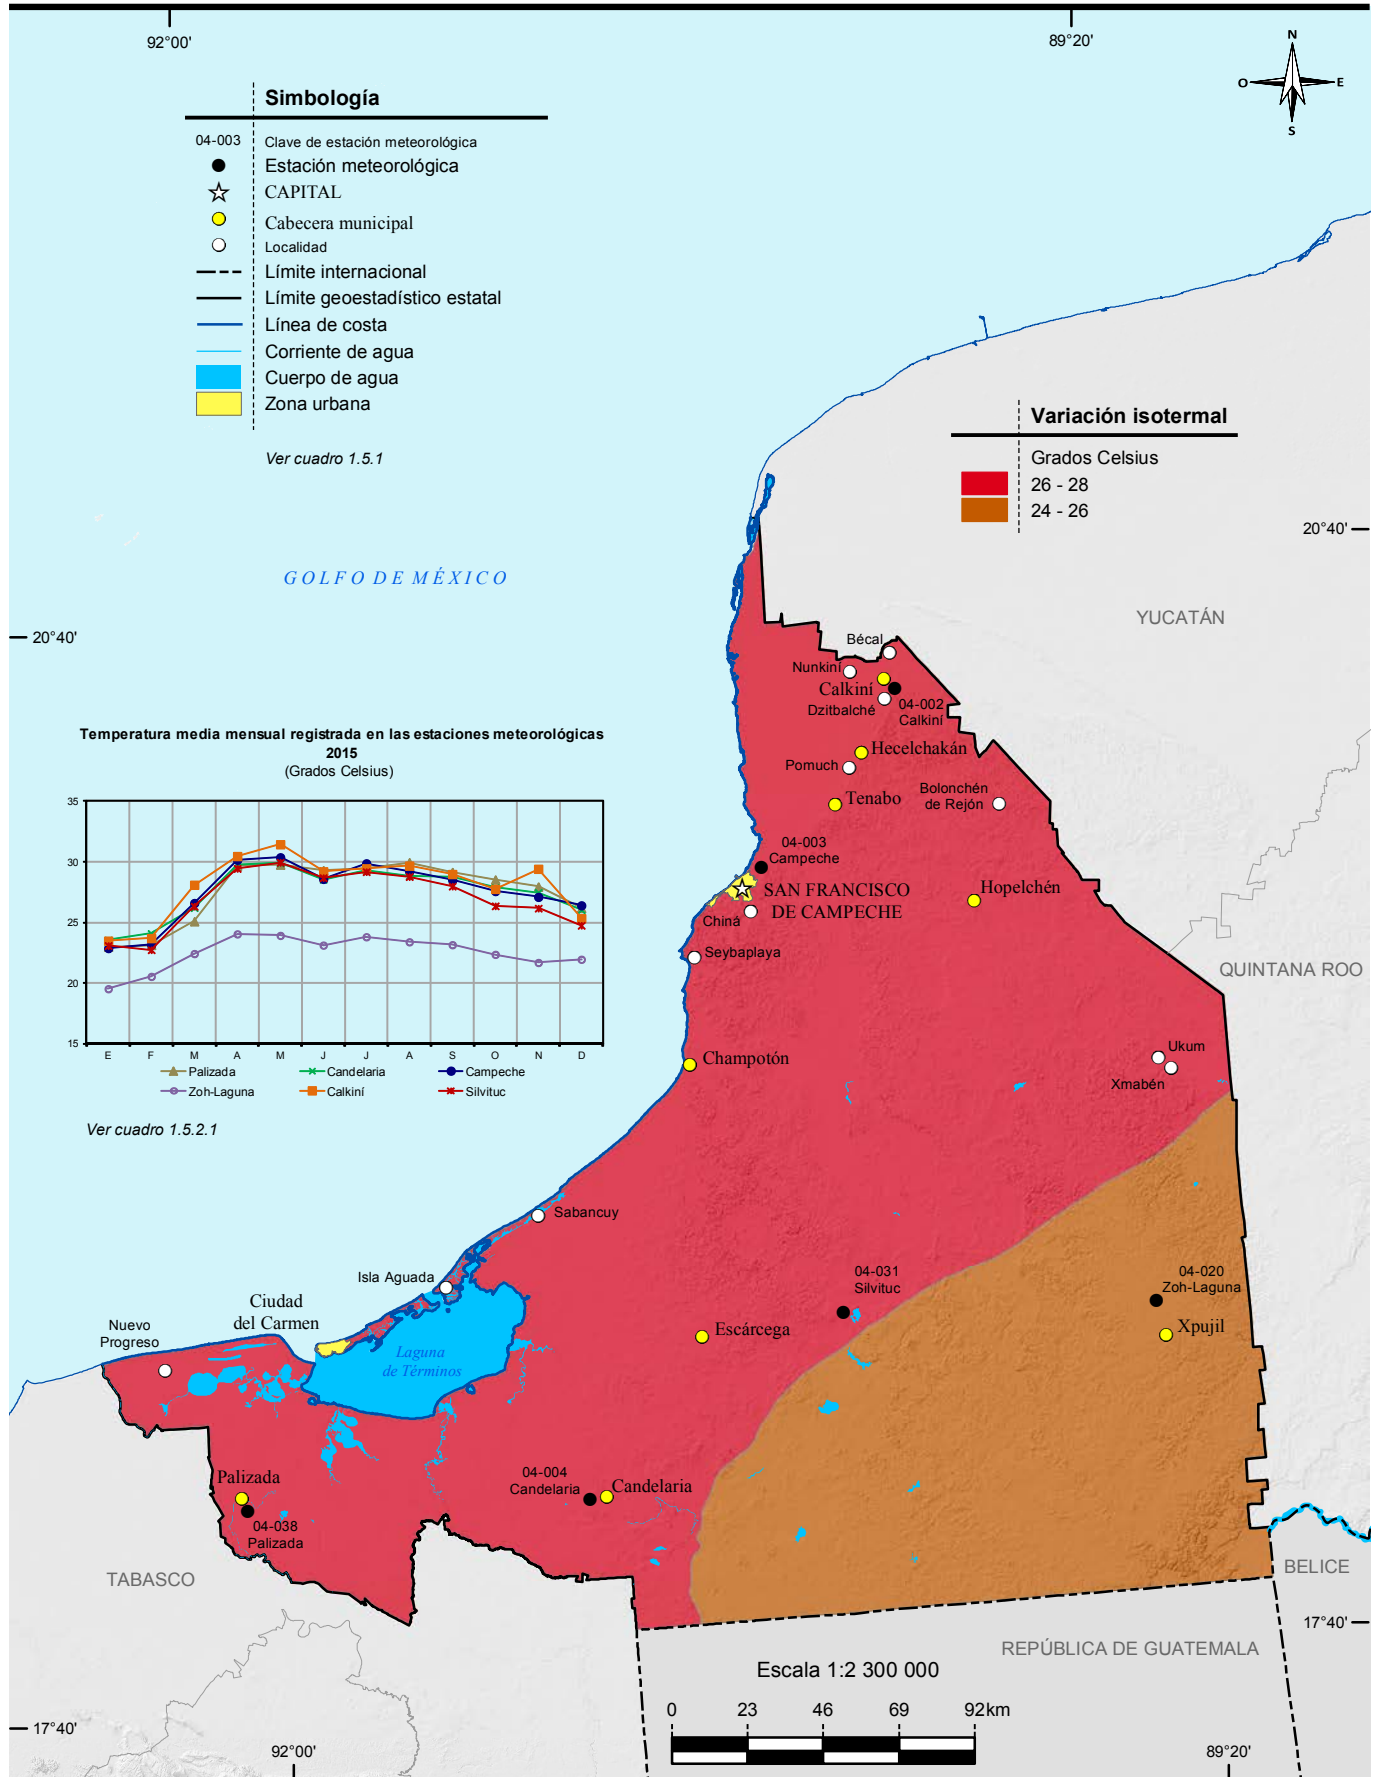 92°00'
89°20'
N
O
E
S
Simbología
04-003
Clave de estación meteorológica
Estación meteorológica
CAPITAL
Cabecera municipal
Localidad
Límite internacional
Límite geoestadístico estatal
Línea de costa
Corriente de agua
Cuerpo de agua
Zona urbana
Ver cuadro 1.5.1
Variación isotermal
Grados Celsius
26 - 28
24 - 26
20°40'
GOLFO DE MÉXICO
YUCATÁN
20°40'
Bécal
Nunkiní
Calkiní
Dzitbalché
04-002
Calkiní
Hecelchakán
Pomuch
Tenabo
Bolonchén
de Rejón
04-003
Campeche
SAN FRANCISCO
DE CAMPECHE
Hopelchén
Chiná
Seybaplaya
QUINTANA ROO
Temperatura media mensual registrada en las estaciones meteorológicas
2015
(Grados Celsius)
35
30
25
20
15
E F M A M J J A S O N D
Palizada
Candelaria
Campeche
Zoh-Laguna
Calkiní
Silvituc
Ver cuadro 1.5.2.1
Champotón
Ukum
Xmabén
Sabancuy
Isla Aguada
04-031
Silvituc
04-020
Zoh-Laguna
Ciudad
del Carmen
Nuevo
Progreso
Escárcega
Xpujil
Laguna
de Términos
Palizada
04-004
Candelaria
Candelaria
04-038
Palizada
TABASCO
BELICE
17°40'
REPÚBLICA DE GUATEMALA
Escala 1:2 300 000
0 23 46 69 92km
17°40'
92°00'
89°20'